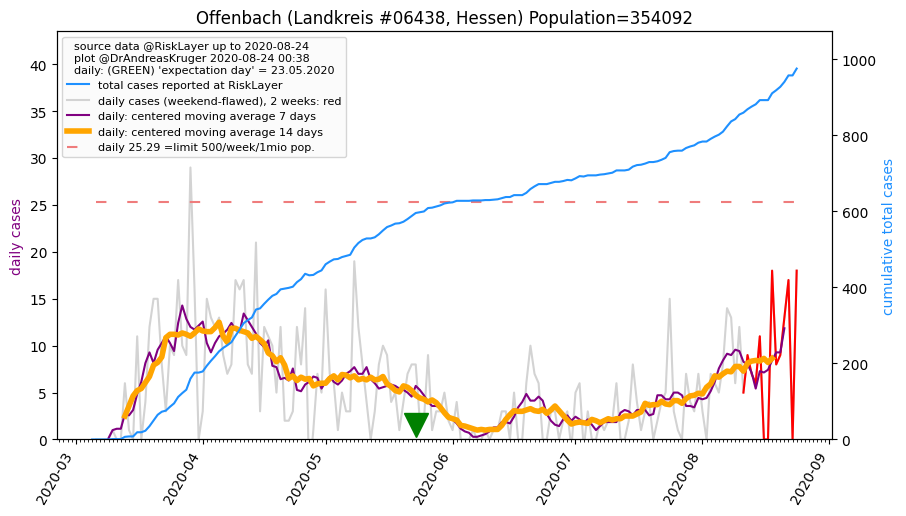 Offenbach (Landkreis #06438, Hessen) Population=354092
source data @RiskLayer up to 2020-08-24
plot @DrAndreasKruger 2020-08-24 00:38
daily: (GREEN) 'expectation day' = 23.05.2020
total cases reported at RiskLayer
daily cases (weekend-flawed), 2 weeks: red
daily: centered moving average 7 days
daily: centered moving average 14 days
daily 25.29 =limit 500/week/1mio pop.
daily cases
40
35
30
25
20
15
10
5
0
1000
800
600
400
200
0
cumulative total cases
2020-03
2020-04
2020-05
2020-06
2020-07
2020-08
2020-09